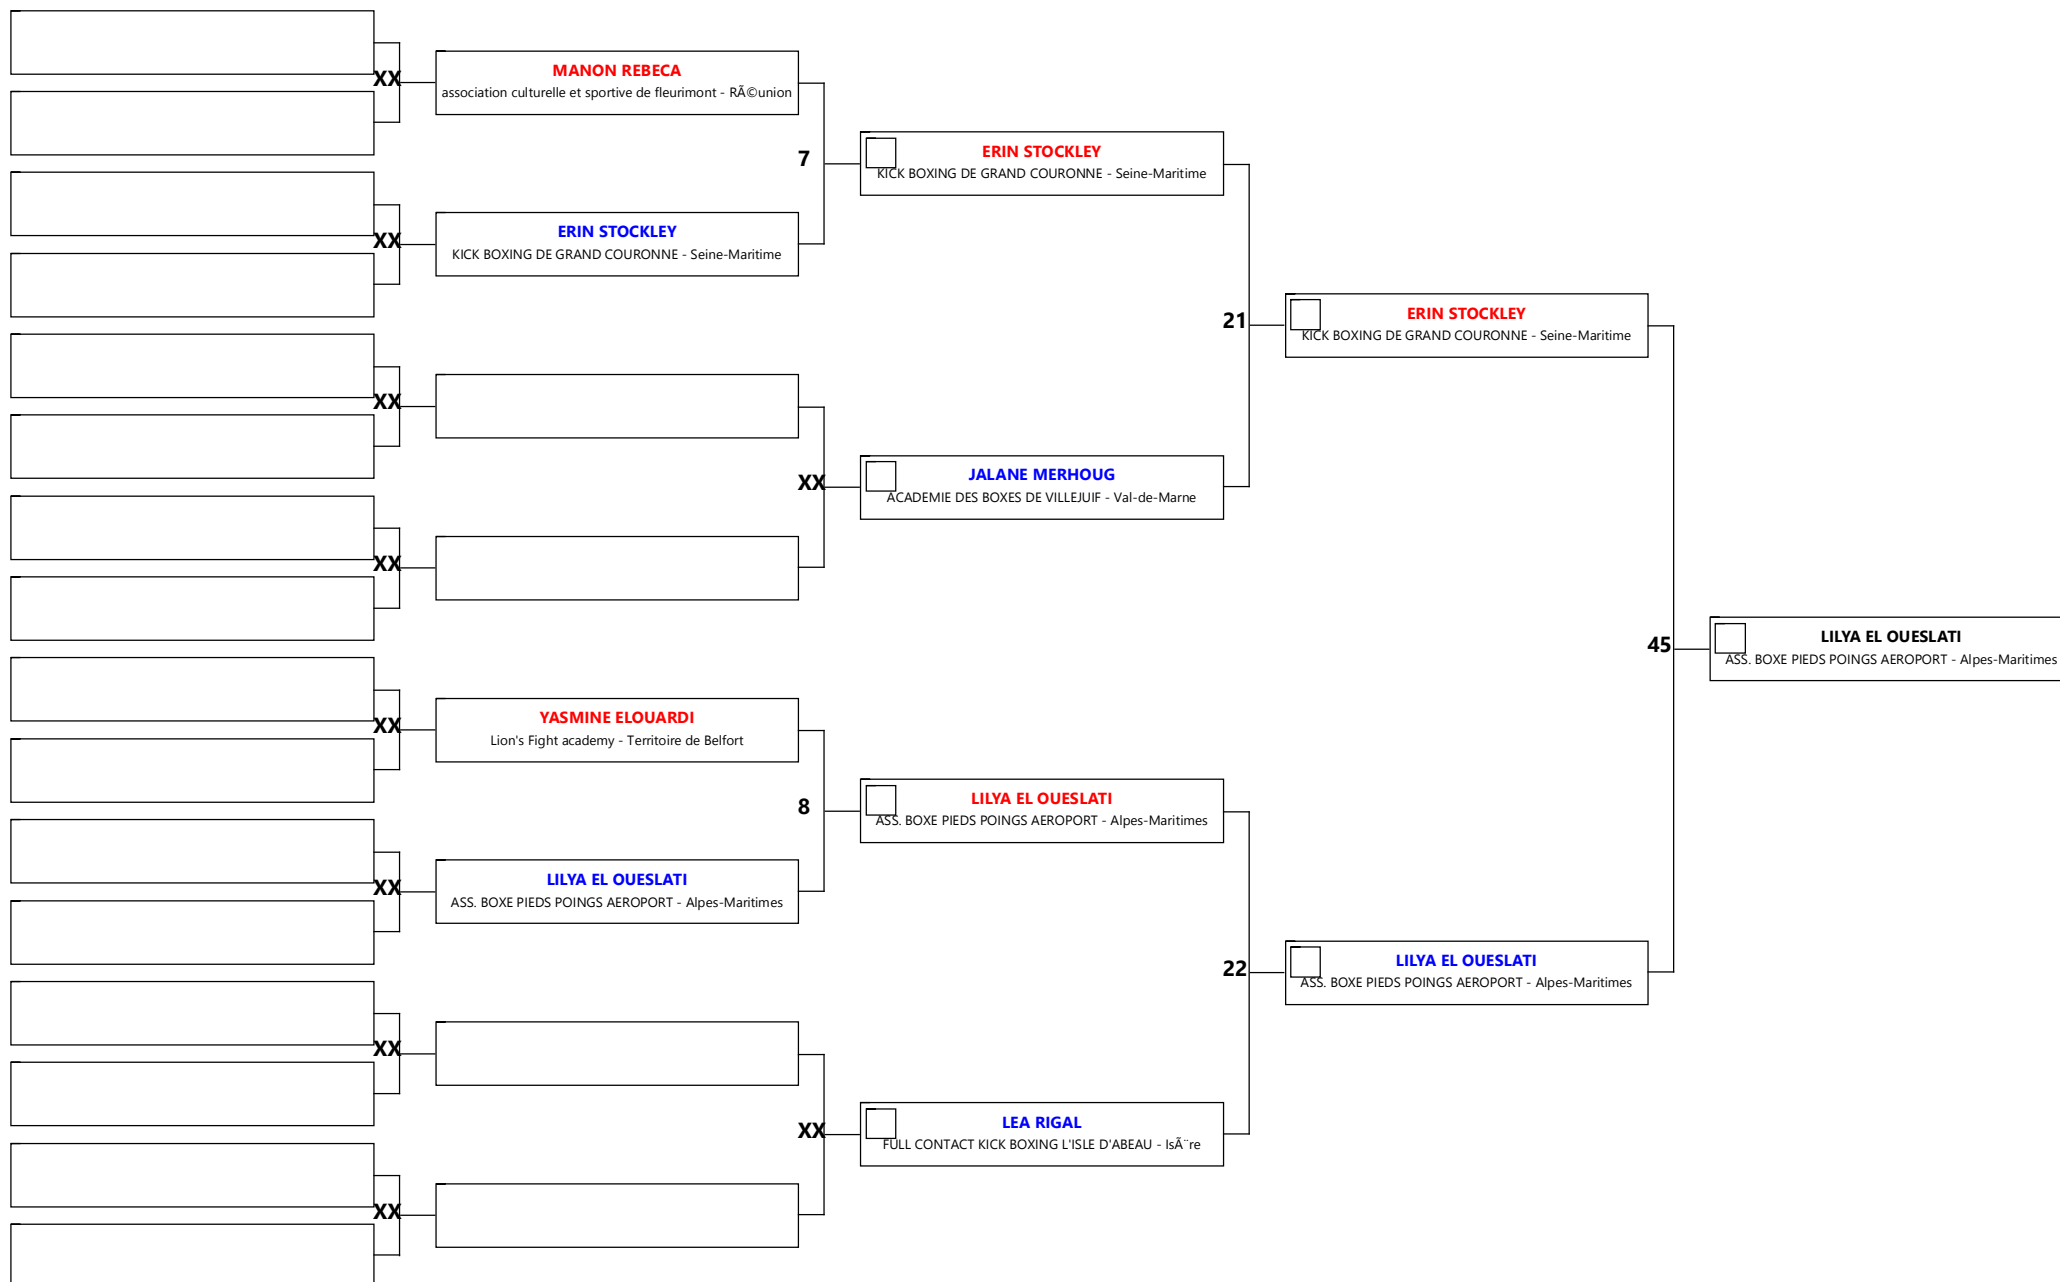 XX
MANON REBECA
association culturelle et sportive de fleurimont - RÃ©union
7
ERIN STOCKLEY
KICK BOXING DE GRAND COURONNE - Seine-Maritime
XX
ERIN STOCKLEY
KICK BOXING DE GRAND COURONNE - Seine-Maritime
21
ERIN STOCKLEY
KICK BOXING DE GRAND COURONNE - Seine-Maritime
XX
XX
JALANE MERHOUG
ACADEMIE DES BOXES DE VILLEJUIF - Val-de-Marne
XX
45
LILYA EL OUESLATI
ASS. BOXE PIEDS POINGS AEROPORT - Alpes-Maritimes
XX
YASMINE ELOUARDI
Lion's Fight academy - Territoire de Belfort
8
LILYA EL OUESLATI
ASS. BOXE PIEDS POINGS AEROPORT - Alpes-Maritimes
XX
LILYA EL OUESLATI
ASS. BOXE PIEDS POINGS AEROPORT - Alpes-Maritimes
22
LILYA EL OUESLATI
ASS. BOXE PIEDS POINGS AEROPORT - Alpes-Maritimes
XX
XX
LEA RIGAL
FULL CONTACT KICK BOXING L'ISLE D'ABEAU - IsÃ¨re
XX